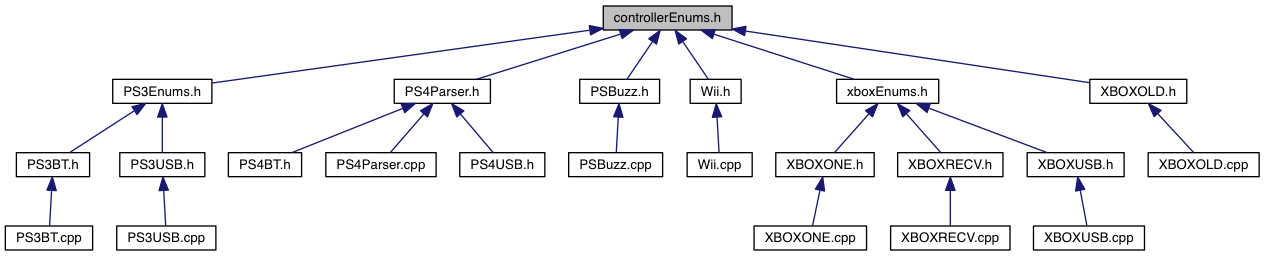 controllerEnums.h
PS3Enums.h
PS4Parser.h
PSBuzz.h
Wii.h
xboxEnums.h
XBOXOLD.h
PS3BT.h
PS3USB.h
PS4BT.h
PS4Parser.cpp
PS4USB.h
PSBuzz.cpp
Wii.cpp
XBOXONE.h
XBOXRECV.h
XBOXUSB.h
XBOXOLD.cpp
PS3BT.cpp
PS3USB.cpp
XBOXONE.cpp
XBOXRECV.cpp
XBOXUSB.cpp